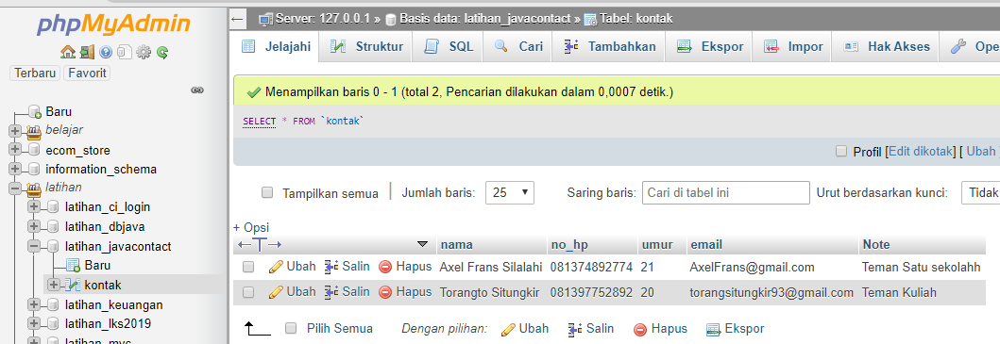 phpMyAdmin
Terbaru Favorit
Baru
belajar
ecom_store
information_schema
latihan
latihan_ci_login
latihan_dbjava
latihan_javacontact
Baru
kontak
latihan_keuangan
latihan_lks2019
latihan_mvc
Server: 127.0.0.1 » Basis data: latihan_javacontact » Tabel: kontak
Jelajahi Struktur SQL Cari Tambahkan Ekspor Impor Hak Akses Ope
Menampilkan baris 0 - 1 (total 2, Pencarian dilakukan dalam 0,0007 detik.)
SELECT * FROM `kontak`
Profil [Edit dikotak] [ Ubah
Tampilkan semua | Jumlah baris: 25 Saring baris: Cari di tabel ini Urut berdasarkan kunci: Tidak
+ Opsi
←T→ nama no_hp umur email Note
Ubah Salin Hapus Axel Frans Silalahi 081374892774 21 AxelFrans@gmail.com Teman Satu sekolahh
Ubah Salin Hapus Torangto Situngkir 081397752892 20 torangsitungkir93@gmail.com Teman Kuliah
Pilih Semua Dengan pilihan: Ubah Salin Hapus Ekspor